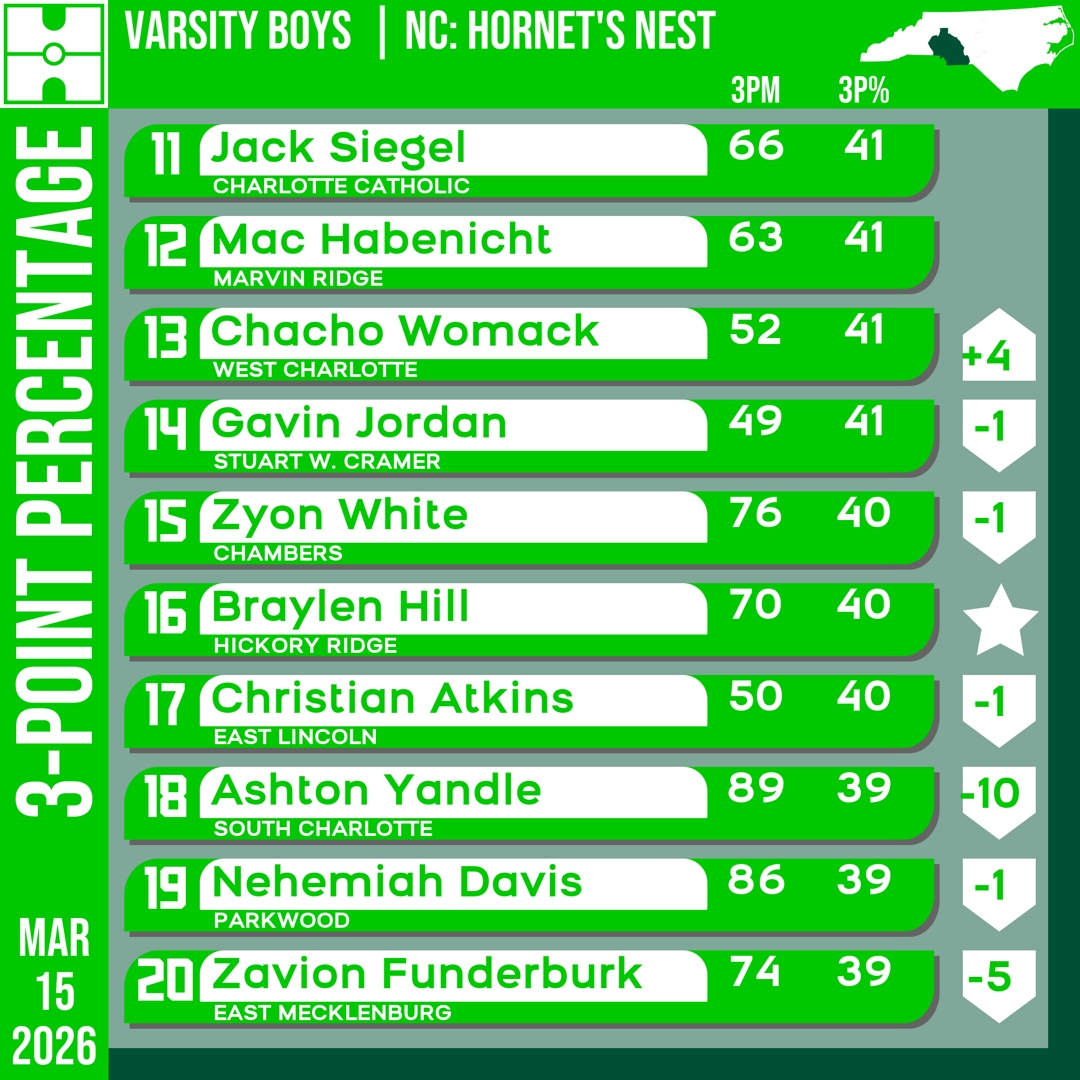 VARSITY BOYS | NC: HORNET'S NEST
3PM 3P%
3-POINT PERCENTAGE
11 Jack Siegel 66 41
CHARLOTTE CATHOLIC
12 Mac Habenicht 63 41
MARVIN RIDGE
13 Chacho Womack 52 41 +4
WEST CHARLOTTE
14 Gavin Jordan 49 41 -1
STUART W. CRAMER
15 Zyon White 76 40 -1
CHAMBERS
16 Braylen Hill 70 40
HICKORY RIDGE
17 Christian Atkins 50 40 -1
EAST LINCOLN
18 Ashton Yandle 89 39 -10
SOUTH CHARLOTTE
19 Nehemiah Davis 86 39 -1
PARKWOOD
20 Zavion Funderburk 74 39 -5
EAST MECKLENBURG
MAR
15
2026